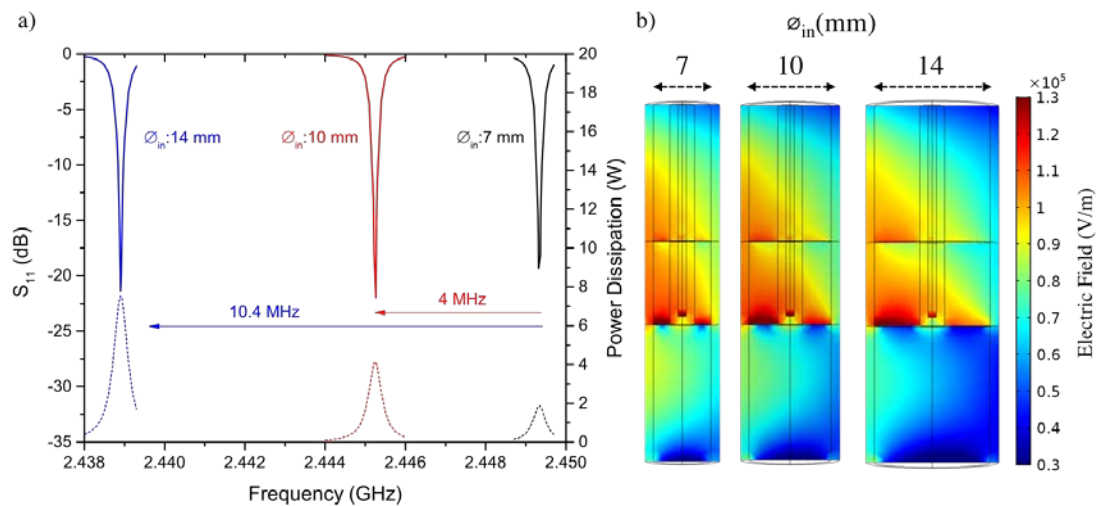 a)
S11 (dB)
0
-5
-10
-15
-20
-25
-30
-35
∅in:14 mm
∅in:10 mm
∅in:7 mm
10.4 MHz
4 MHz
20
18
16
14
12
10
8
6
4
2
0
Power Dissipation (W)
2.438 2.440 2.442 2.444 2.446 2.448 2.450
Frequency (GHz)
b)
∅in(mm)
7 10 14
×10^5
1.3
1.2
1.1
1
0.9
0.8
0.7
0.6
0.5
0.4
0.3
Electric Field (V/m)